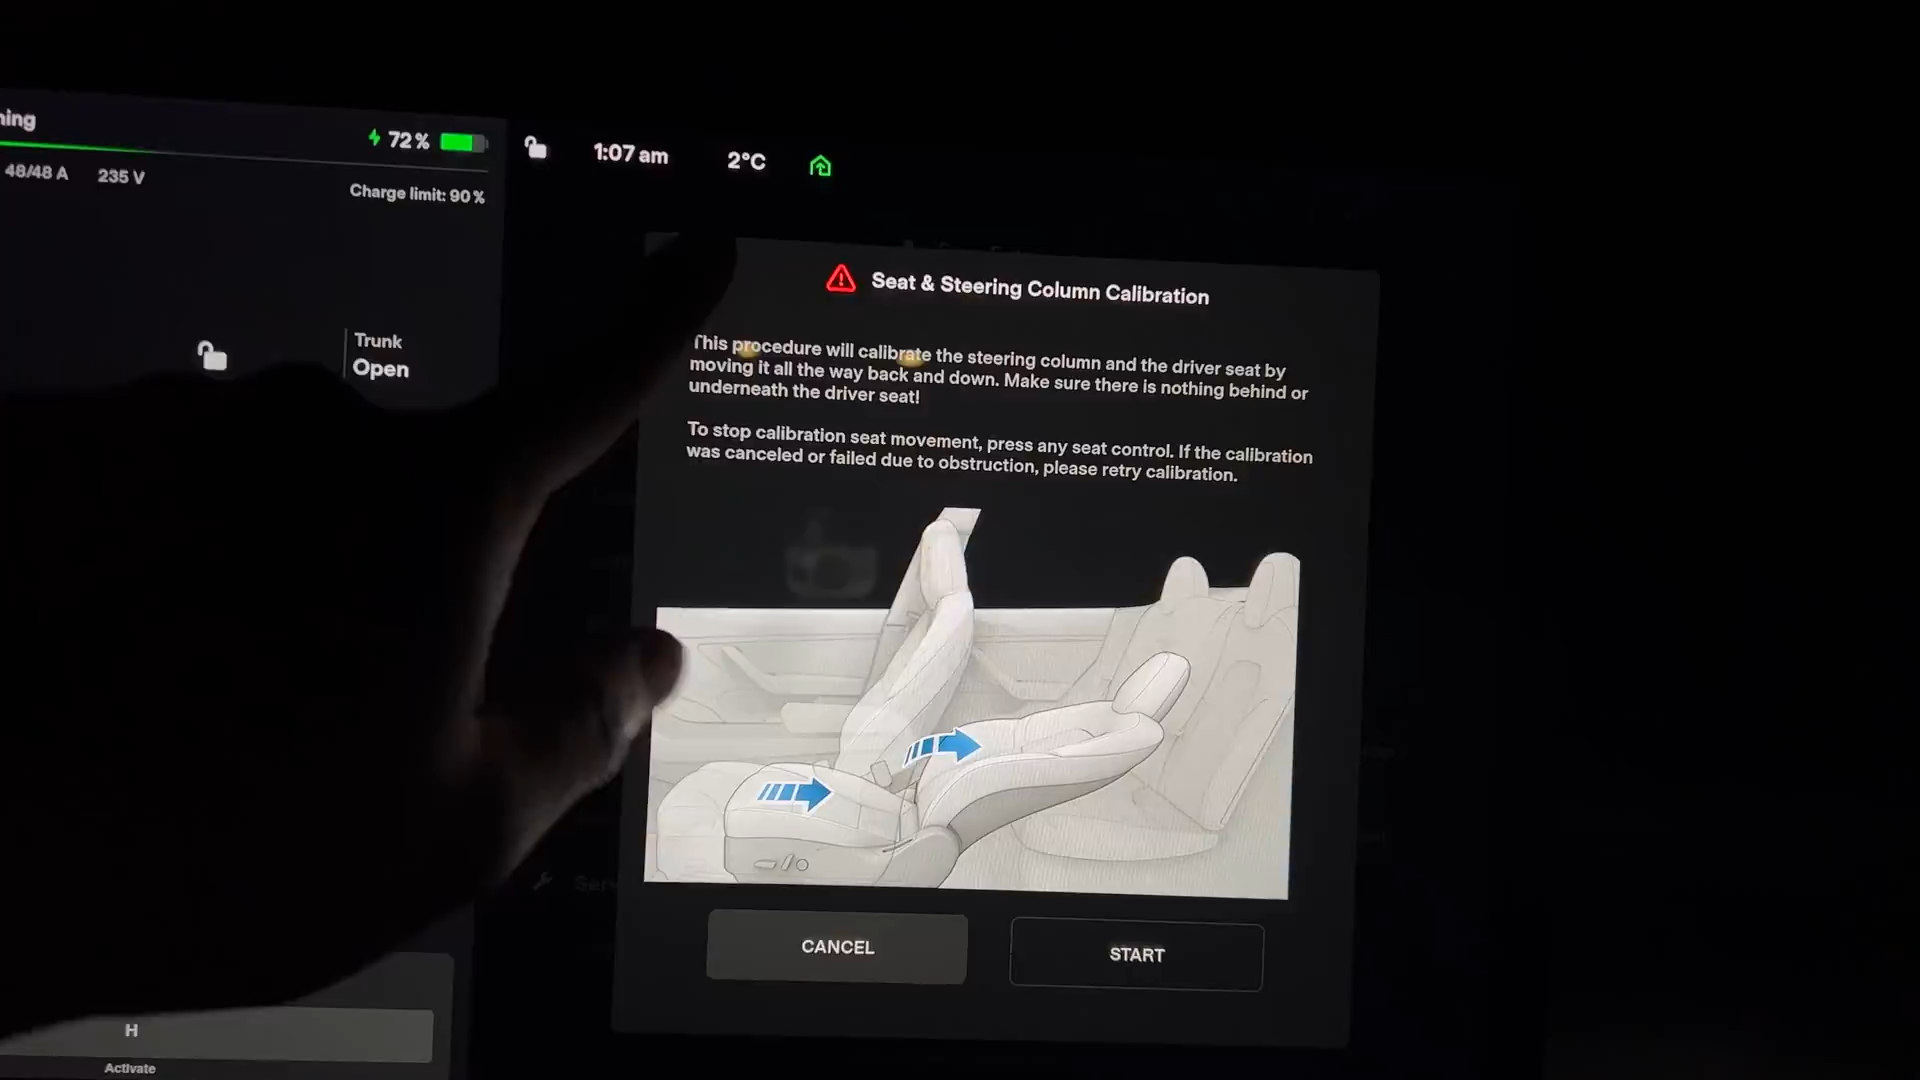 72%
1:07 am
2°C
48/48 A
235 V
Charge limit: 90%
Trunk
Open
Seat & Steering Column Calibration
This procedure will calibrate the steering column and the driver seat by
moving it all the way back and down. Make sure there is nothing behind or
underneath the driver seat!
To stop calibration seat movement, press any seat control. If the calibration
was canceled or failed due to obstruction, please retry calibration.
CANCEL
START
H
Activate